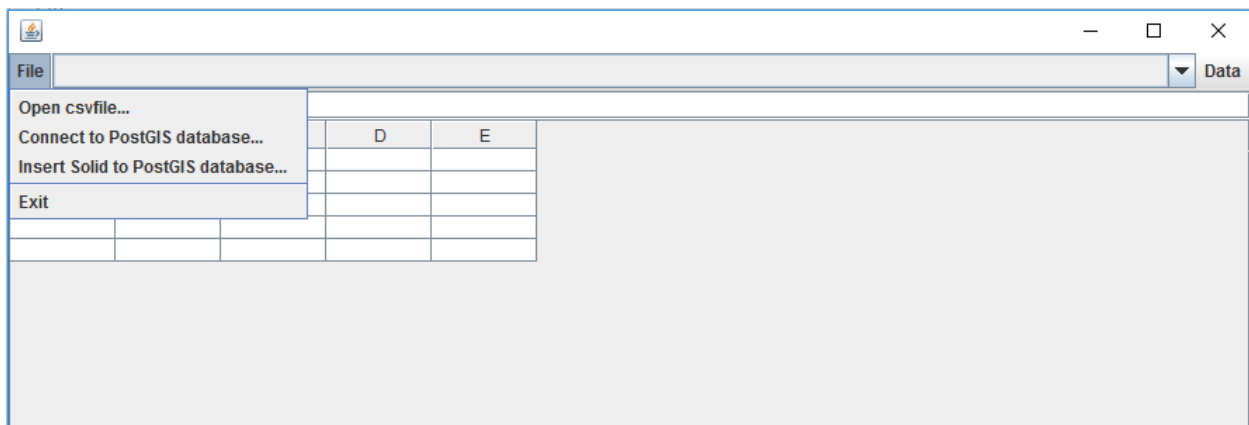 File
Data
Open csvfile...
Connect to PostGIS database...
Insert Solid to PostGIS database...
Exit
D
E